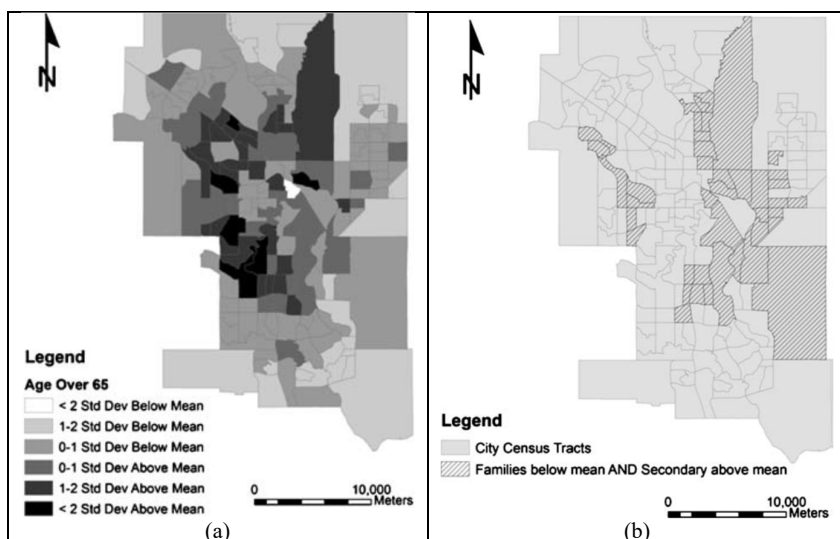 N
Legend
Age Over 65
< 2 Std Dev Below Mean
1-2 Std Dev Below Mean
0-1 Std Dev Below Mean
0-1 Std Dev Above Mean
1-2 Std Dev Above Mean
< 2 Std Dev Above Mean
0 10,000
Meters
(a)
N
Legend
City Census Tracts
Families below mean AND Secondary above mean
0 10,000
Meters
(b)